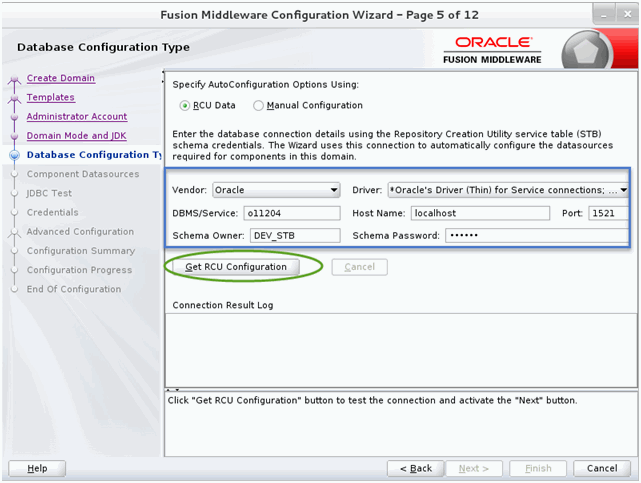 Fusion Middleware Configuration Wizard – Page 5 of 12
Database Configuration Type
ORACLE
FUSION MIDDLEWARE
Create Domain
Templates
Administrator Account
Domain Mode and JDK
Database Configuration Ty
Component Datasources
JDBC Test
Credentials
Advanced Configuration
Configuration Summary
Configuration Progress
End Of Configuration
Specify AutoConfiguration Options Using:
RCU Data Manual Configuration
Enter the database connection details using the Repository Creation Utility service table (STB)
schema credentials. The Wizard uses this connection to automatically configure the datasources
required for components in this domain.
Vendor: Oracle Driver: *Oracle's Driver (Thin) for Service connections; ...
DBMS/Service: o11204 Host Name: localhost Port: 1521
Schema Owner: DEV_STB Schema Password: ••••••
Get RCU Configuration Cancel
Connection Result Log
Click "Get RCU Configuration" button to test the connection and activate the "Next" button.
Help < Back Next > Finish Cancel